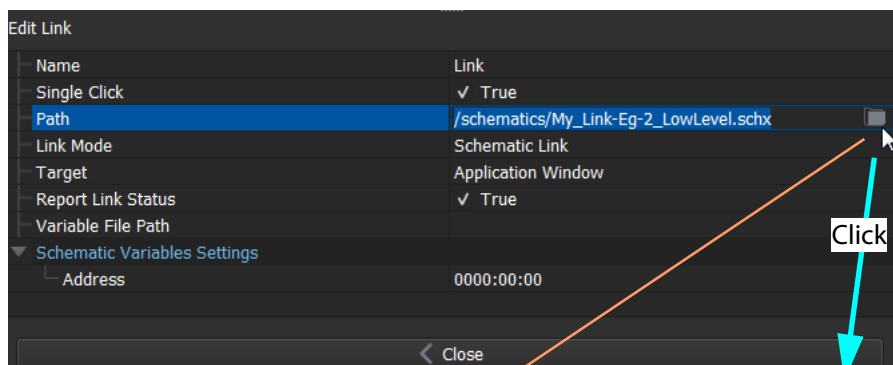 Edit Link
Name Link
Single Click ✓ True
Path /schematics/My_Link-Eg-2_LowLevel.schx
Link Mode Schematic Link
Target Application Window
Report Link Status ✓ True
Variable File Path
Click
Schematic Variables Settings
Address 0000:00:00
Close